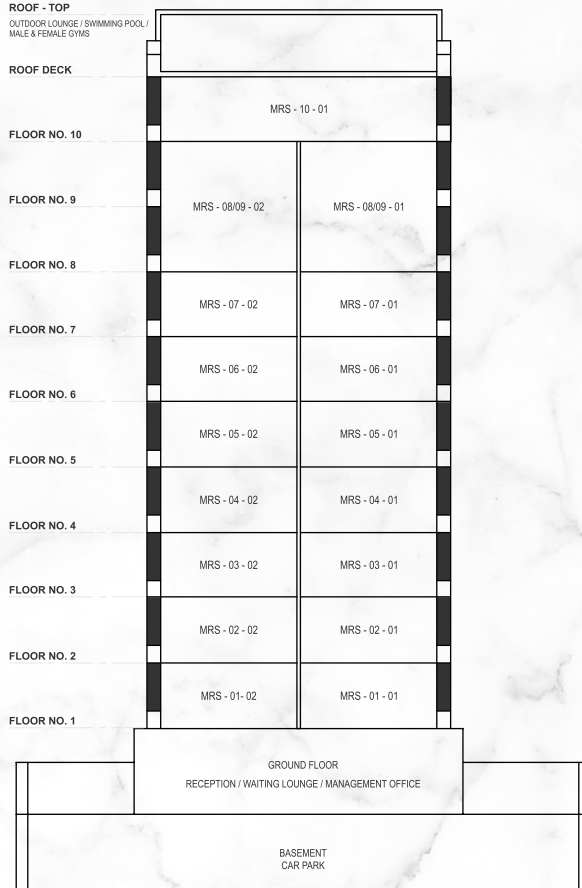 ROOF - TOP
OUTDOOR LOUNGE / SWIMMING POOL /
MALE & FEMALE GYMS
ROOF DECK
MRS - 10 - 01
FLOOR NO. 10
FLOOR NO. 9
MRS - 08/09 - 02
MRS - 08/09 - 01
FLOOR NO. 8
MRS - 07 - 02
MRS - 07 - 01
FLOOR NO. 7
MRS - 06 - 02
MRS - 06 - 01
FLOOR NO. 6
MRS - 05 - 02
MRS - 05 - 01
FLOOR NO. 5
MRS - 04 - 02
MRS - 04 - 01
FLOOR NO. 4
MRS - 03 - 02
MRS - 03 - 01
FLOOR NO. 3
MRS - 02 - 02
MRS - 02 - 01
FLOOR NO. 2
MRS - 01- 02
MRS - 01 - 01
FLOOR NO. 1
GROUND FLOOR
RECEPTION / WAITING LOUNGE / MANAGEMENT OFFICE
BASEMENT
CAR PARK